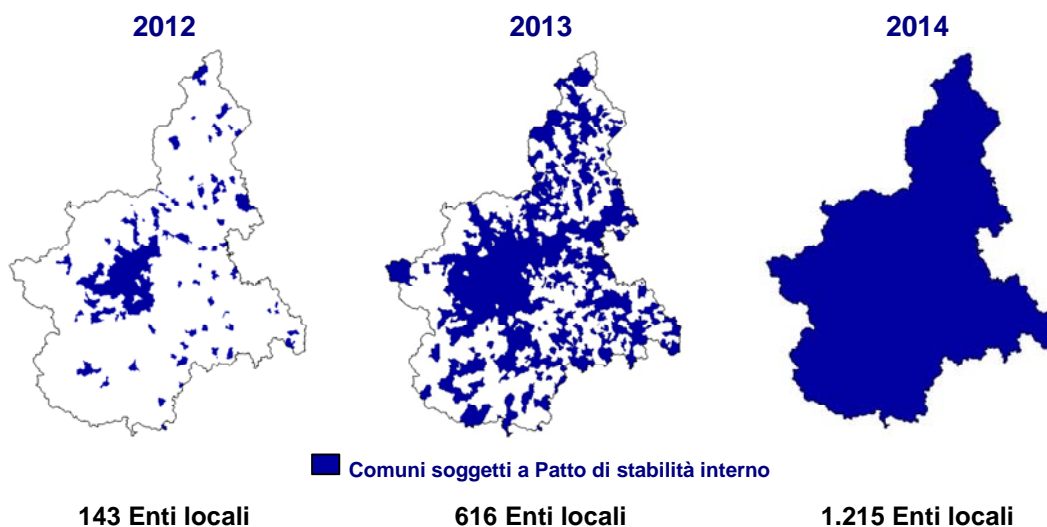 2012 2013 2014
Comuni soggetti a Patto di stabilità interno
143 Enti locali 616 Enti locali 1.215 Enti locali